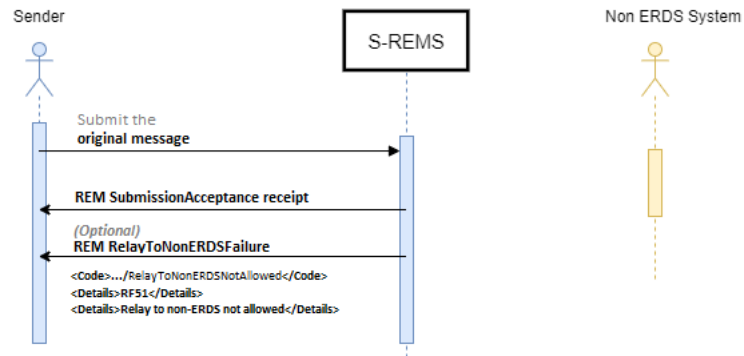 Sender
S-REMS
Non ERDS System
Submit the
original message
REM SubmissionAcceptance receipt
(Optional)
REM RelayToNonERDSFailure
<Code>.../RelayToNonERDSNotAllowed</Code>
<Details>RF51</Details>
<Details>Relay to non-ERDS not allowed</Details>